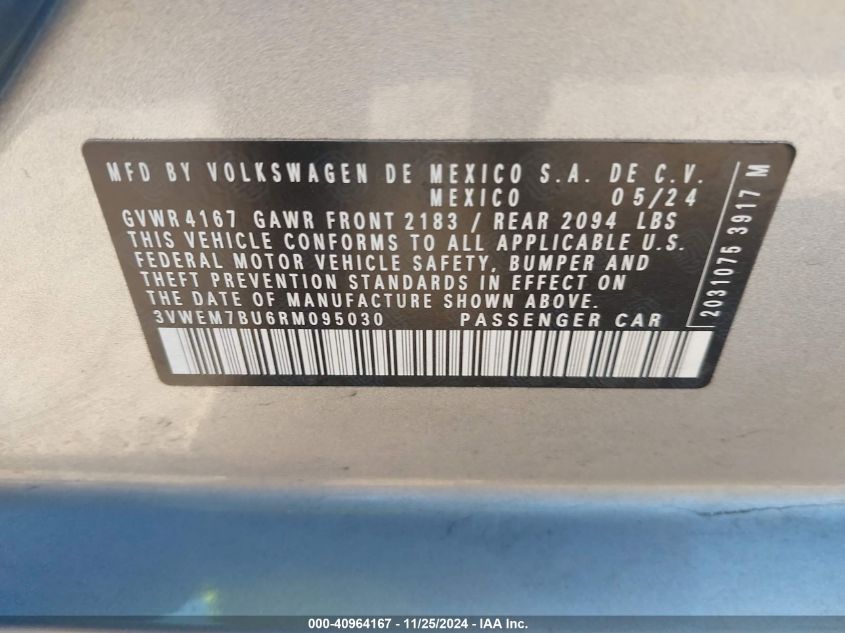 MFD BY VOLKSWAGEN DE MEXICO S.A. DE C.V.
MEXICO 05/24
GVWR 4167 GAWR FRONT 2183 / REAR 2094 LBS
THIS VEHICLE CONFORMS TO ALL APPLICABLE U.S.
FEDERAL MOTOR VEHICLE SAFETY, BUMPER AND
THEFT PREVENTION STANDARDS IN EFFECT ON
THE DATE OF MANUFACTURE SHOWN ABOVE.
3VWEM7BU6RM095030 PASSENGER CAR
2031075 3917 M
000-40964167 - 11/25/2024 - IAA Inc.